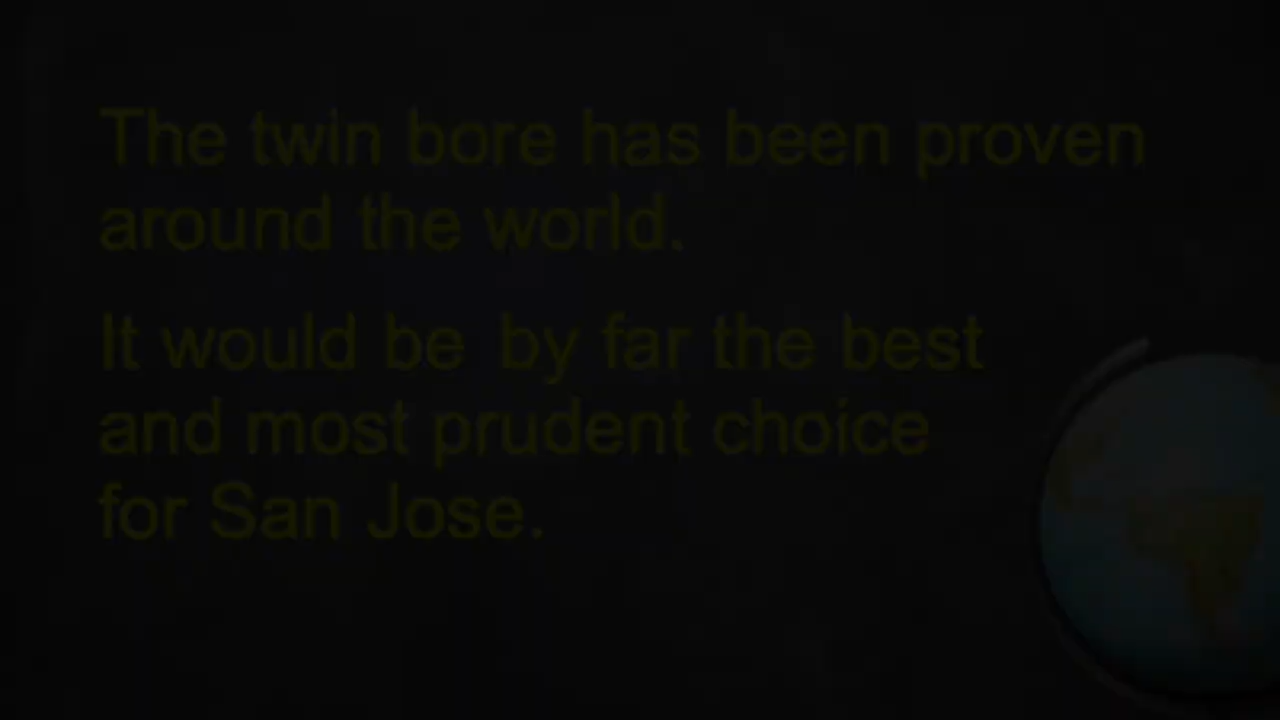 The twin bore has been proven
around the world.
It would be by far the best
and most prudent choice
for San Jose.